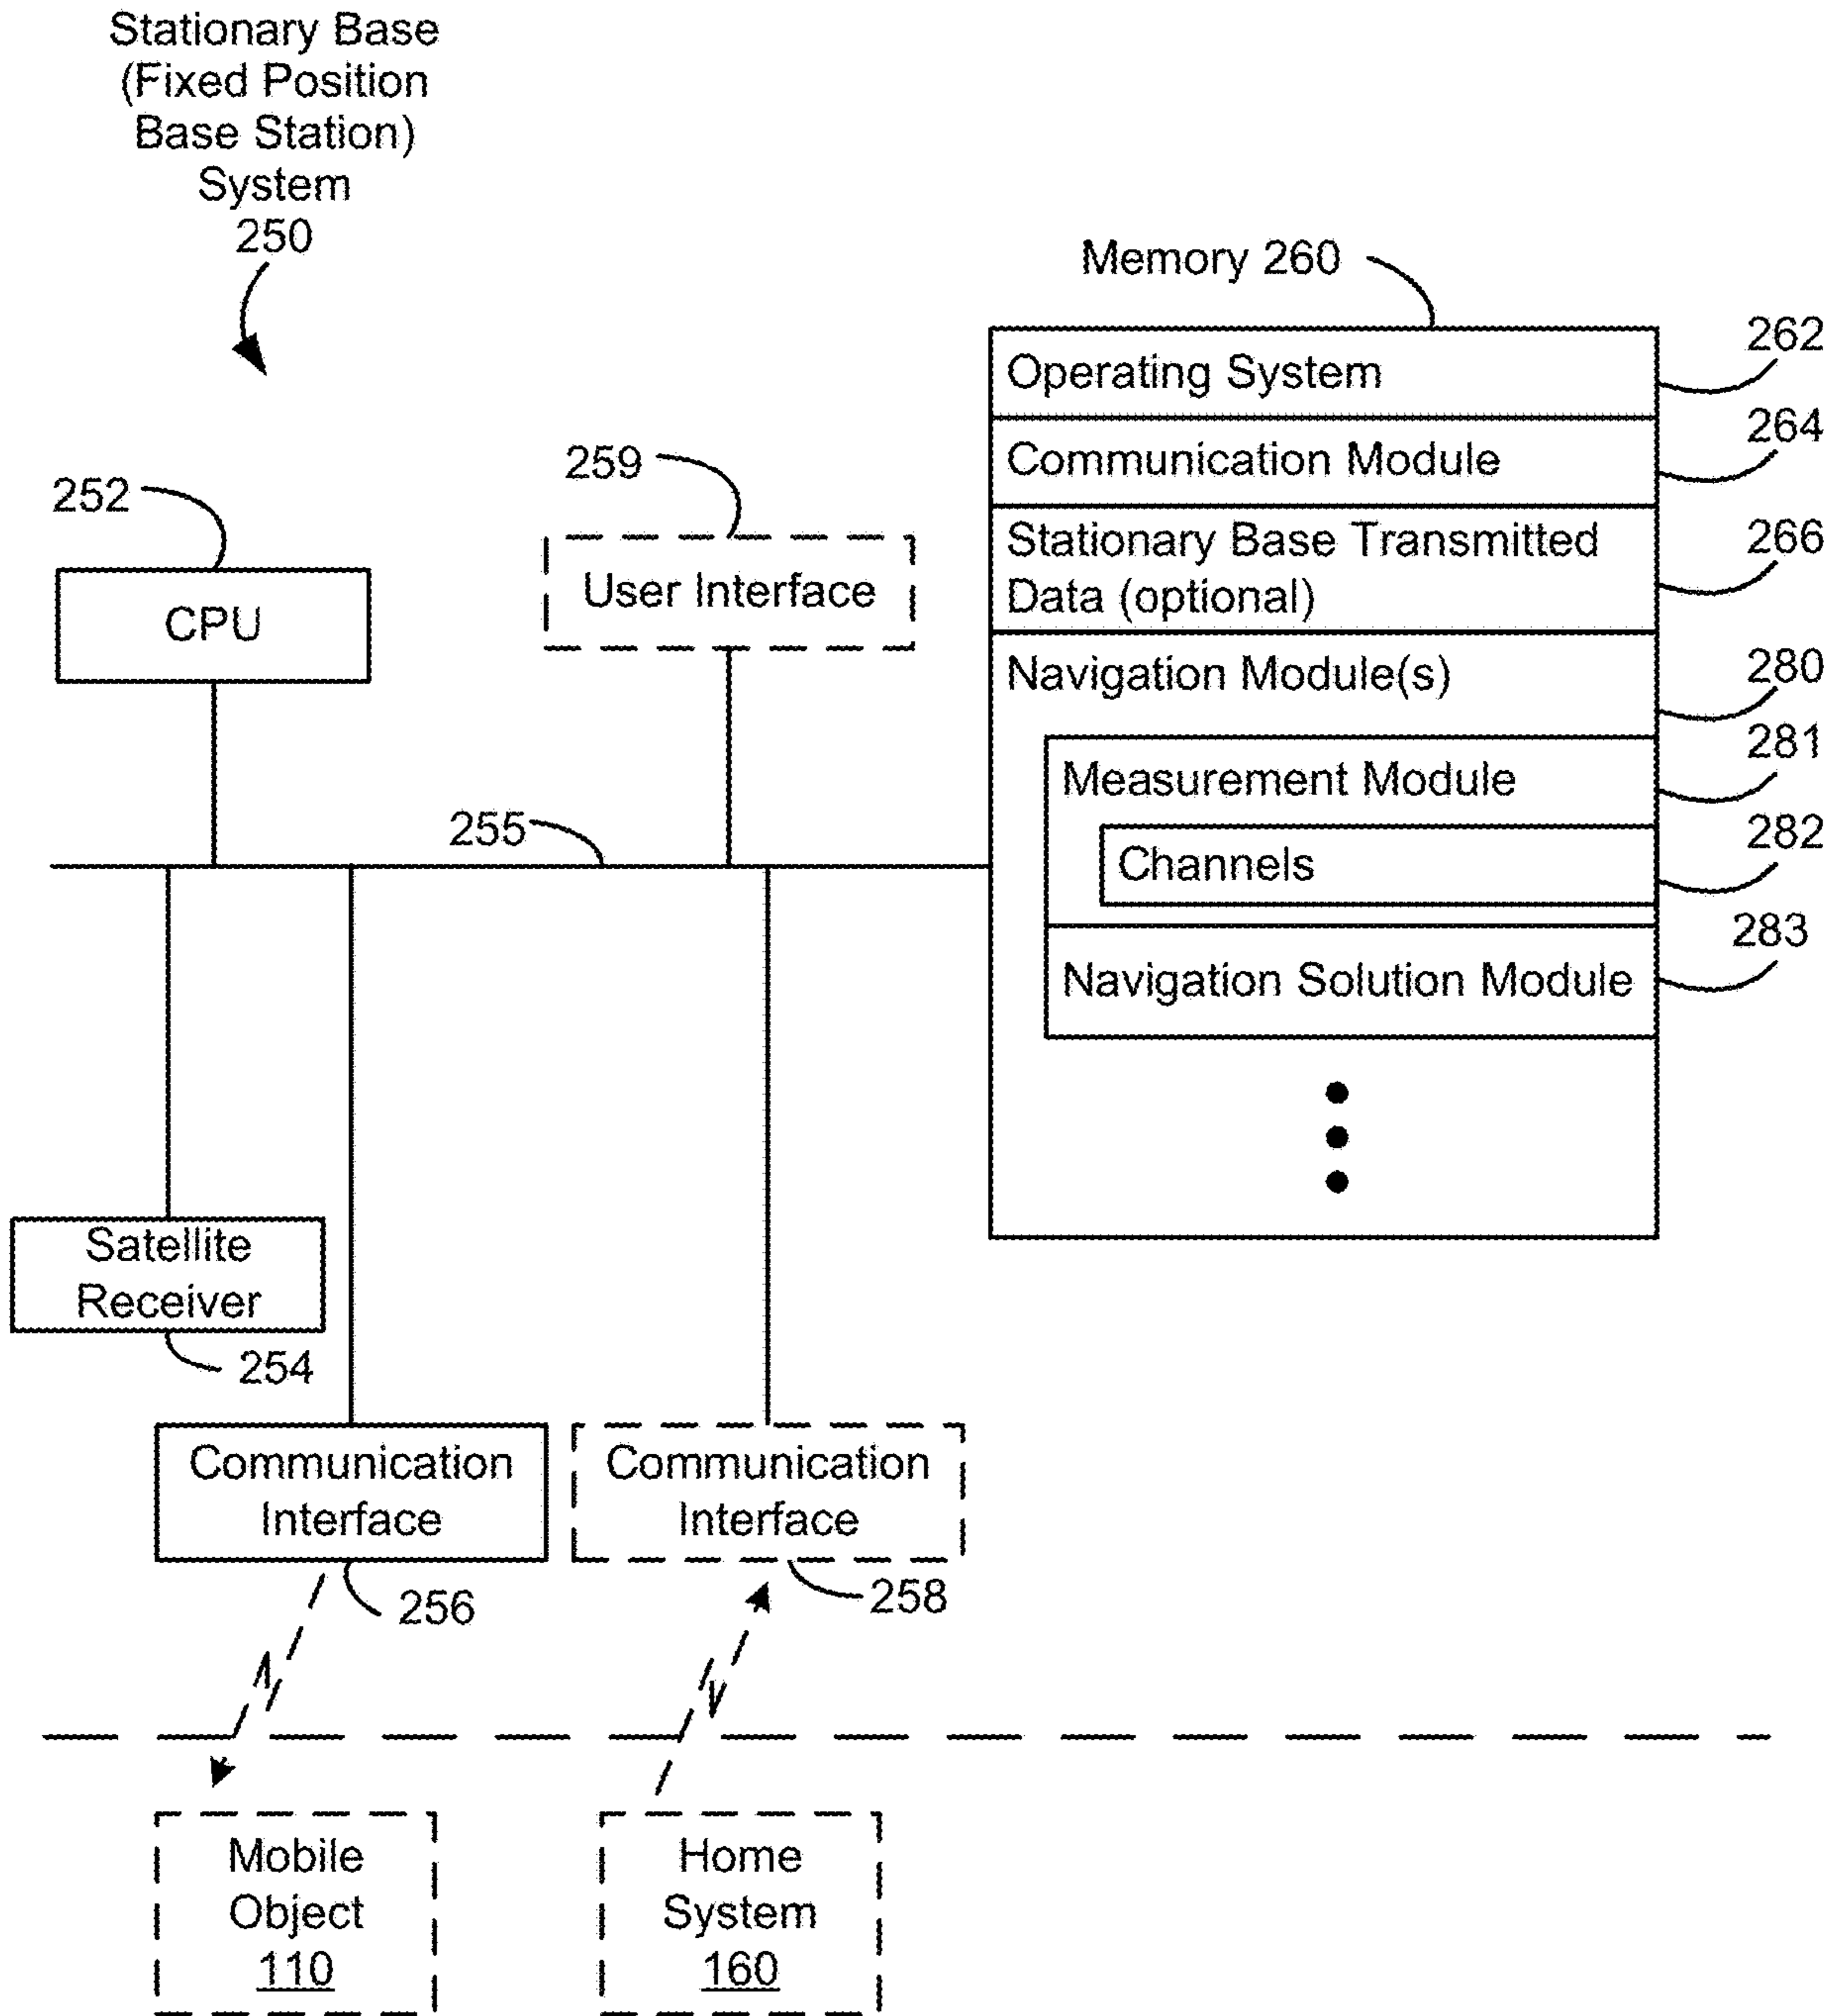 Stationary Base
(Fixed Position
Base Station)
System
250
Memory 260
Operating System
262
Communication Module
264
Stationary Base Transmitted
Data (optional)
266
Navigation Module(s)
280
Measurement Module
281
Channels
282
Navigation Solution Module
283
252
CPU
259
User Interface
255
Satellite
Receiver
254
Communication
Interface
256
Communication
Interface
258
Mobile
Object
110
Home
System
160